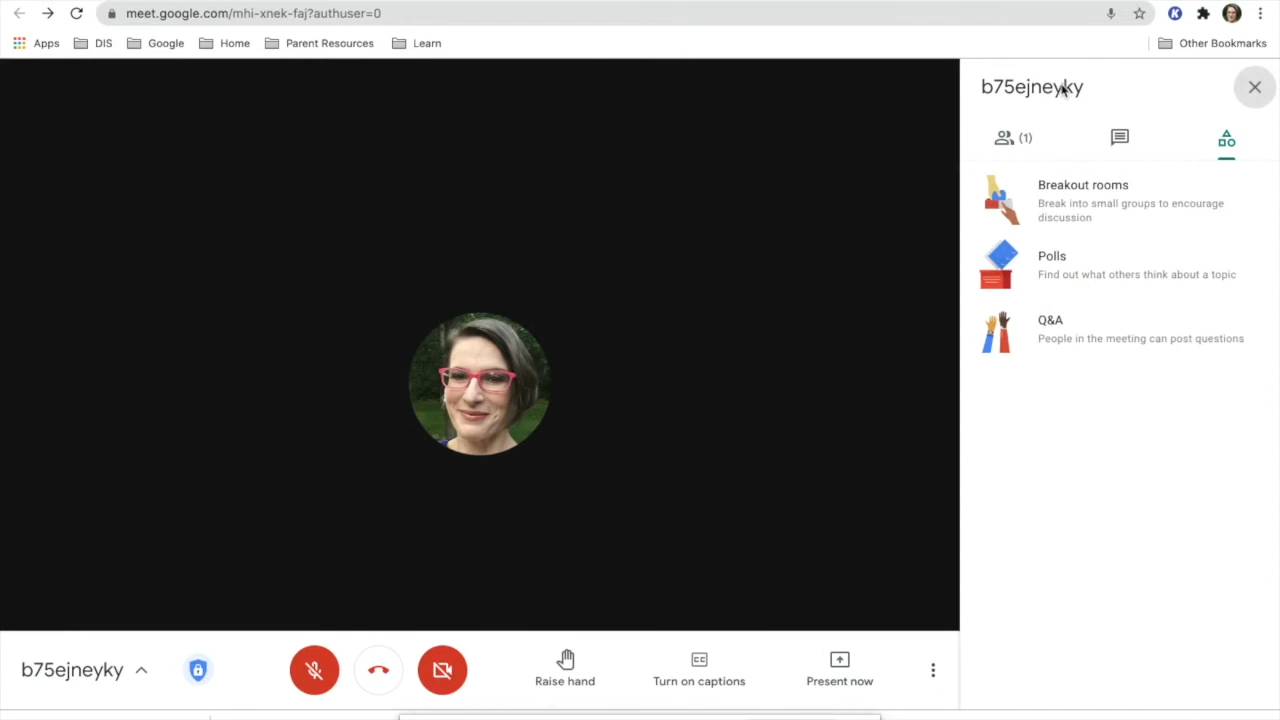 meet.google.com/mhi-xnek-faj?authuser=0
Apps DIS Google Home Parent Resources Learn Other Bookmarks
b75ejneyky
(1)
Breakout rooms
Break into small groups to encourage
discussion
Polls
Find out what others think about a topic
Q&A
People in the meeting can post questions
b75ejneyky
Raise hand
CC
Turn on captions
Present now